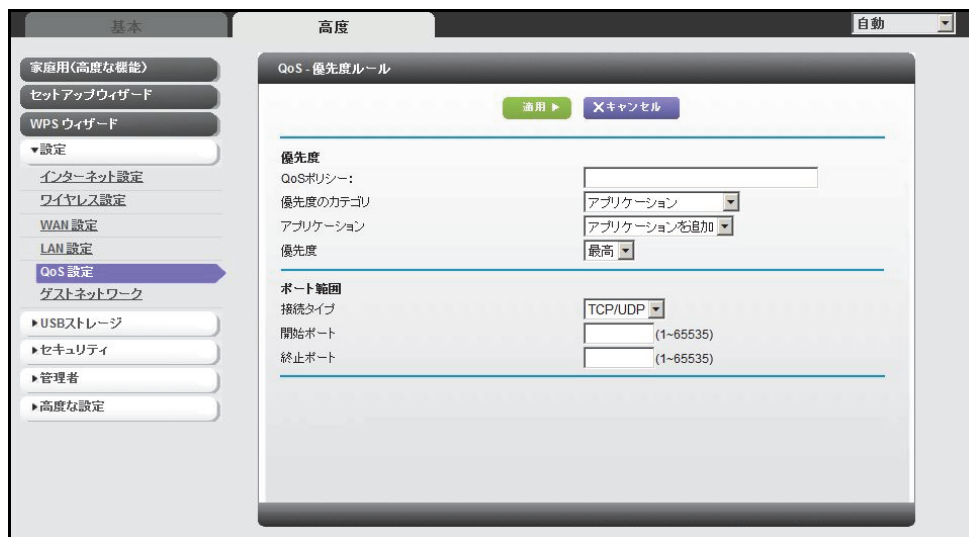 基本
高度
自動
家庭用(高度な機能)
セットアップウィザード
WPS ウィザード
▼設定
インターネット設定
ワイヤレス設定
WAN 設定
LAN 設定
QoS 設定
ゲストネットワーク
▶USBストレージ
▶セキュリティ
▶管理者
▶高度な設定
QoS - 優先度ルール
適用 ▶
Xキャンセル
優先度
QoSポリシー:
優先度のカテゴリ アプリケーション
アプリケーション アプリケーションを追加
優先度 最高
ポート範囲
接続タイプ TCP/UDP
開始ポート (1~65535)
終止ポート (1~65535)